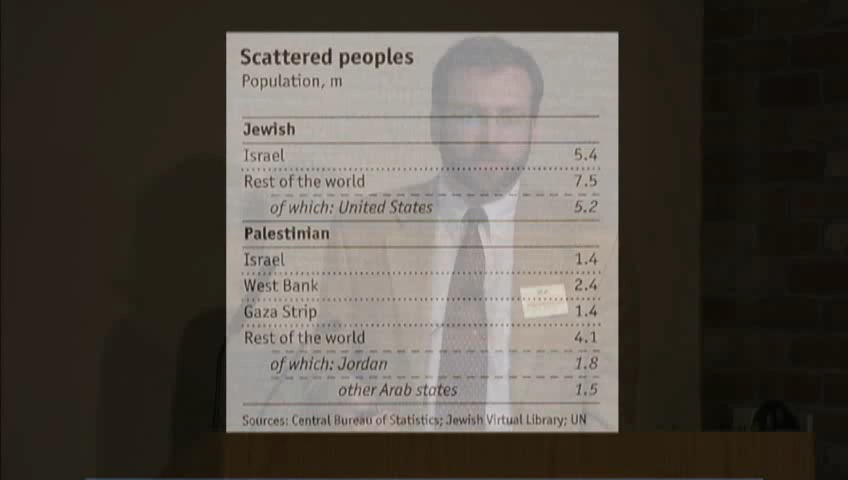 Scattered peoples
Population, m
Jewish
Israel 5.4
Rest of the world 7.5
of which: United States 5.2
Palestinian
Israel 1.4
West Bank 2.4
Gaza Strip 1.4
Rest of the world 4.1
of which: Jordan 1.8
other Arab states 1.5
Sources: Central Bureau of Statistics; Jewish Virtual Library; UN